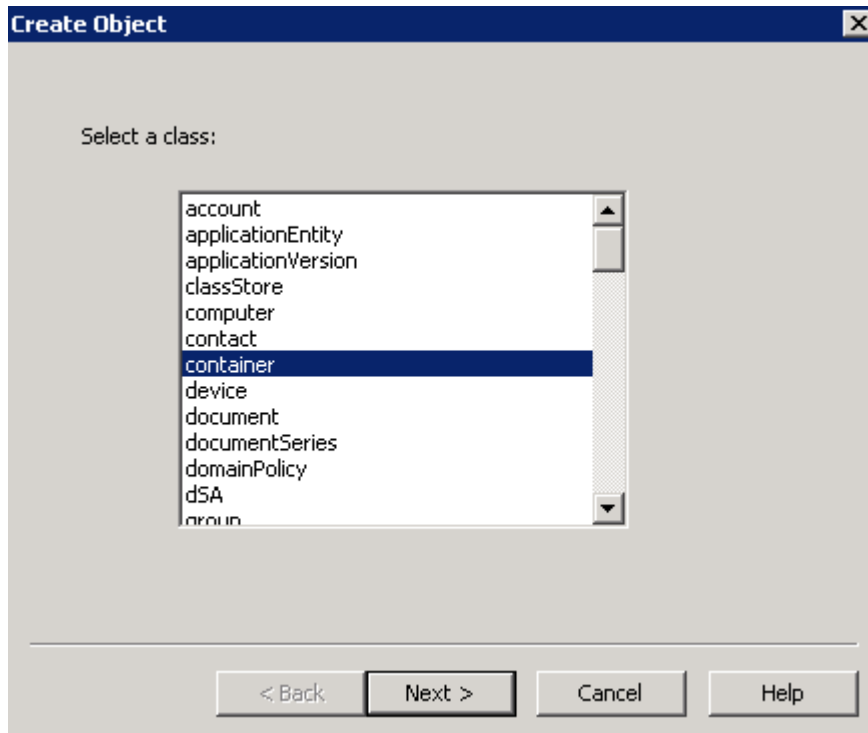 Create Object
Select a class:
account
applicationEntity
applicationVersion
classStore
computer
contact
container
device
document
documentSeries
domainPolicy
dSA
group
< Back
Next >
Cancel
Help